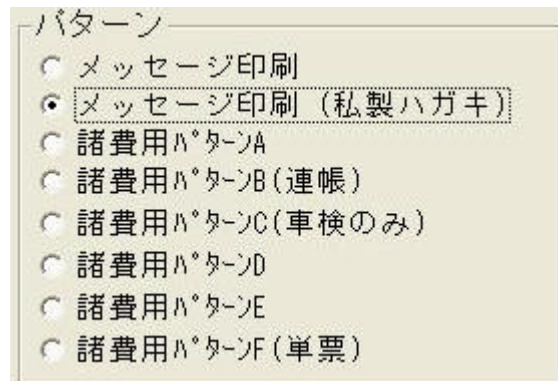 パターン
メッセージ印刷
メッセージ印刷 (私製ハガキ)
諸費用ﾊﾟﾀｰﾝA
諸費用ﾊﾟﾀｰﾝB(連帳)
諸費用ﾊﾟﾀｰﾝC(車検のみ)
諸費用ﾊﾟﾀｰﾝD
諸費用ﾊﾟﾀｰﾝE
諸費用ﾊﾟﾀｰﾝF(単票)